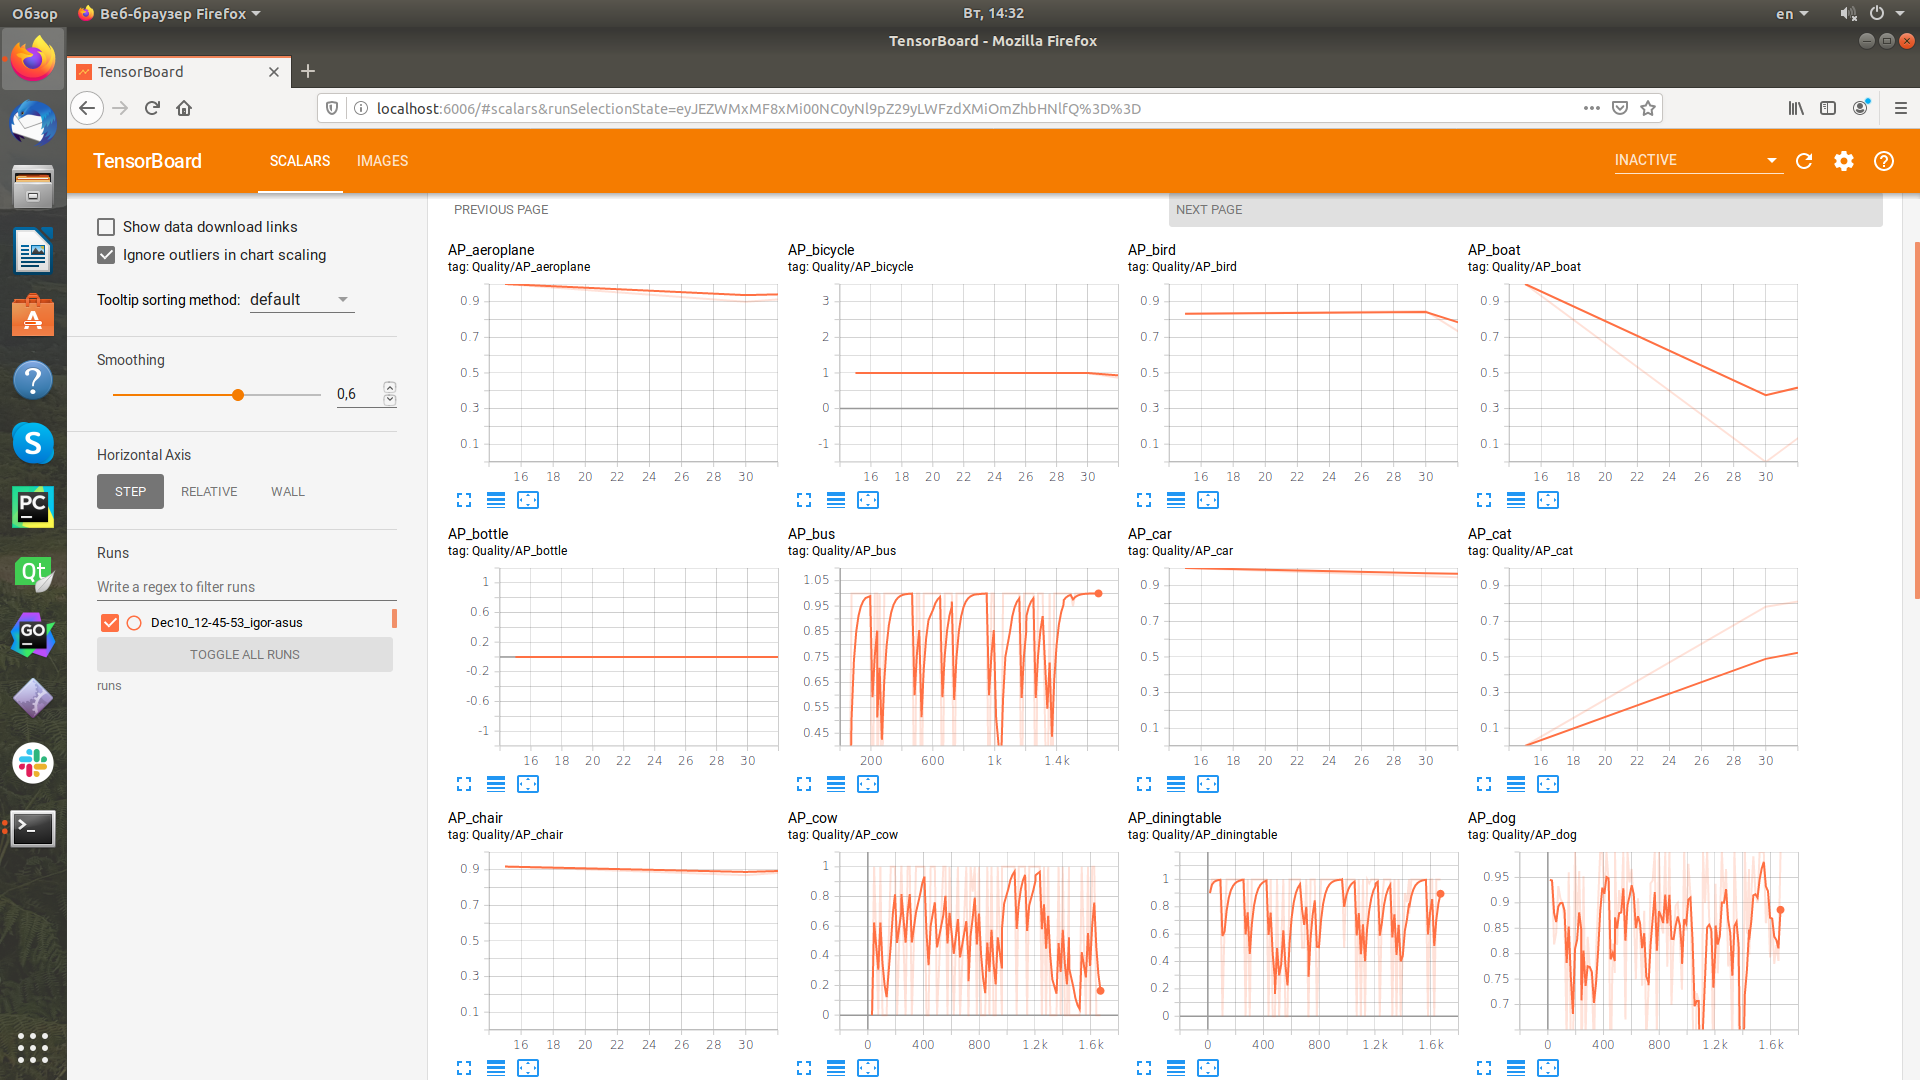 Обзор Веб-браузер Firefox Вт, 14:32 en
TensorBoard - Mozilla Firefox
TensorBoard
localhost:6006/#scalars&runSelectionState=eyJEZWMxMF8xMi00NC0yNl9pZ29yLWFzdXMiOmZhbHNlfQ%3D%3D
TensorBoard SCALARS IMAGES INACTIVE
PREVIOUS PAGE NEXT PAGE
Show data download links
Ignore outliers in chart scaling
Tooltip sorting method: default
Smoothing
0,6
Horizontal Axis
STEP RELATIVE WALL
Runs
Write a regex to filter runs
Dec10_12-45-53_igor-asus
TOGGLE ALL RUNS
runs
AP_aeroplane
tag: Quality/AP_aeroplane
0.9
0.7
0.5
0.3
0.1
16 18 20 22 24 26 28 30
AP_bicycle
tag: Quality/AP_bicycle
3
2
1
0
-1
16 18 20 22 24 26 28 30
AP_bird
tag: Quality/AP_bird
0.9
0.7
0.5
0.3
0.1
16 18 20 22 24 26 28 30
AP_boat
tag: Quality/AP_boat
0.9
0.7
0.5
0.3
0.1
16 18 20 22 24 26 28 30
AP_bottle
tag: Quality/AP_bottle
1
0.6
0.2
-0.2
-0.6
-1
16 18 20 22 24 26 28 30
AP_bus
tag: Quality/AP_bus
1.05
0.95
0.85
0.75
0.65
0.55
0.45
200 600 1k 1.4k
AP_car
tag: Quality/AP_car
0.9
0.7
0.5
0.3
0.1
16 18 20 22 24 26 28 30
AP_cat
tag: Quality/AP_cat
0.9
0.7
0.5
0.3
0.1
16 18 20 22 24 26 28 30
AP_chair
tag: Quality/AP_chair
0.9
0.7
0.5
0.3
0.1
16 18 20 22 24 26 28 30
AP_cow
tag: Quality/AP_cow
1
0.8
0.6
0.4
0.2
0
0 400 800 1.2k 1.6k
AP_diningtable
tag: Quality/AP_diningtable
1
0.8
0.6
0.4
0.2
0
0 400 800 1.2k 1.6k
AP_dog
tag: Quality/AP_dog
0.95
0.9
0.85
0.8
0.75
0.7
0 400 800 1.2k 1.6k
PC
Qt
GO